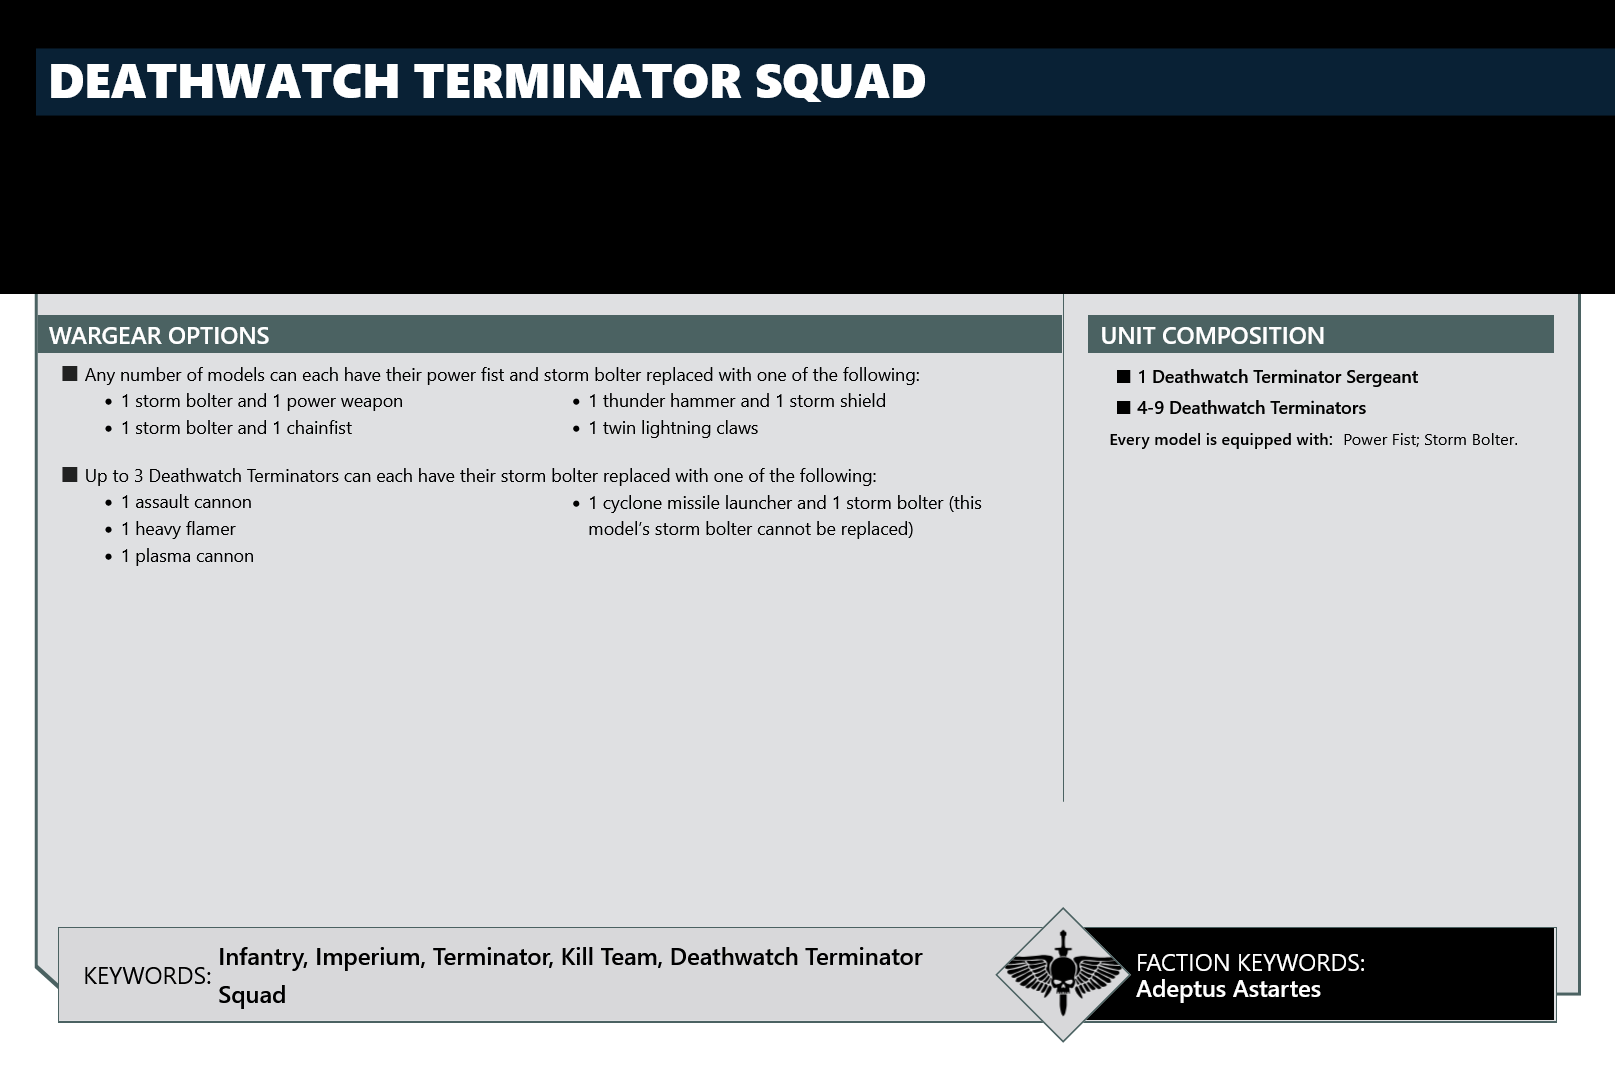 DEATHWATCH TERMINATOR SQUAD
WARGEAR OPTIONS
■ Any number of models can each have their power fist and storm bolter replaced with one of the following:
• 1 storm bolter and 1 power weapon
• 1 storm bolter and 1 chainfist
• 1 thunder hammer and 1 storm shield
• 1 twin lightning claws
■ Up to 3 Deathwatch Terminators can each have their storm bolter replaced with one of the following:
• 1 assault cannon
• 1 heavy flamer
• 1 plasma cannon
• 1 cyclone missile launcher and 1 storm bolter (this
model’s storm bolter cannot be replaced)
UNIT COMPOSITION
■ 1 Deathwatch Terminator Sergeant
■ 4-9 Deathwatch Terminators
Every model is equipped with: Power Fist; Storm Bolter.
KEYWORDS: Infantry, Imperium, Terminator, Kill Team, Deathwatch Terminator
Squad
FACTION KEYWORDS:
Adeptus Astartes